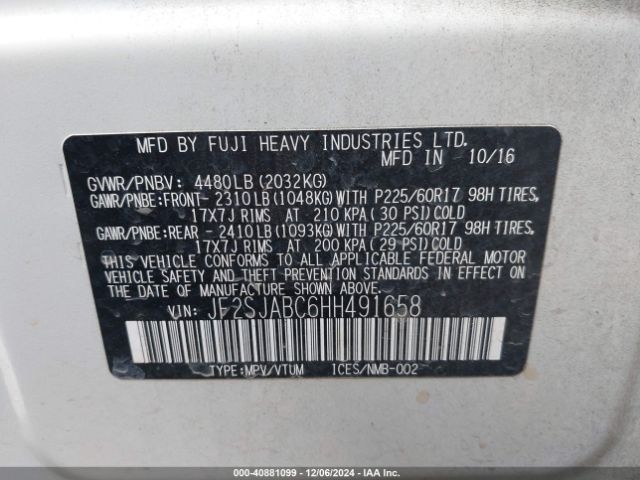 MFD BY FUJI HEAVY INDUSTRIES LTD.
MFD IN 10/16
GVWR/PNBV: 4480LB(2032KG)
GAWR/PNBE:FRONT- 2310LB(1048KG)WITH P225/60R17 98H TIRES,
17X7J RIMS AT 210 KPA( 30 PSI)COLD
GAWR/PNBE:REAR -2410LB(1093KG)WITH P225/60R17 98H TIRES,
17X7J RIMS AT 200 KPA( 29 PSI)COLD
THIS VEHICLE CONFORMS TO ALL APPLICABLE FEDERAL MOTOR
VEHICLE SAFETY AND THEFT PREVENTION STANDARDS IN EFFECT
ON THE DATE OF MANUFACTURE SHOWN ABOVE.
VIN: JF2SJABC6HH491658
TYPE:MPV/VTUM ICES/NMB-002
000-40881099 - 12/06/2024 - IAAI.COM